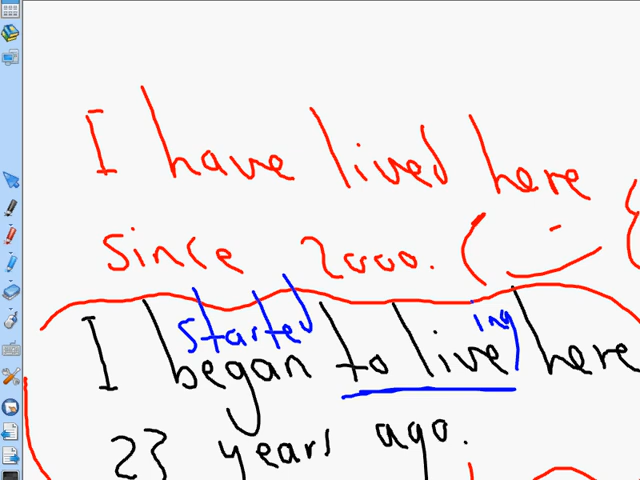 I have lived here
since 2000.
started ing
I began to live here
23 years ago.